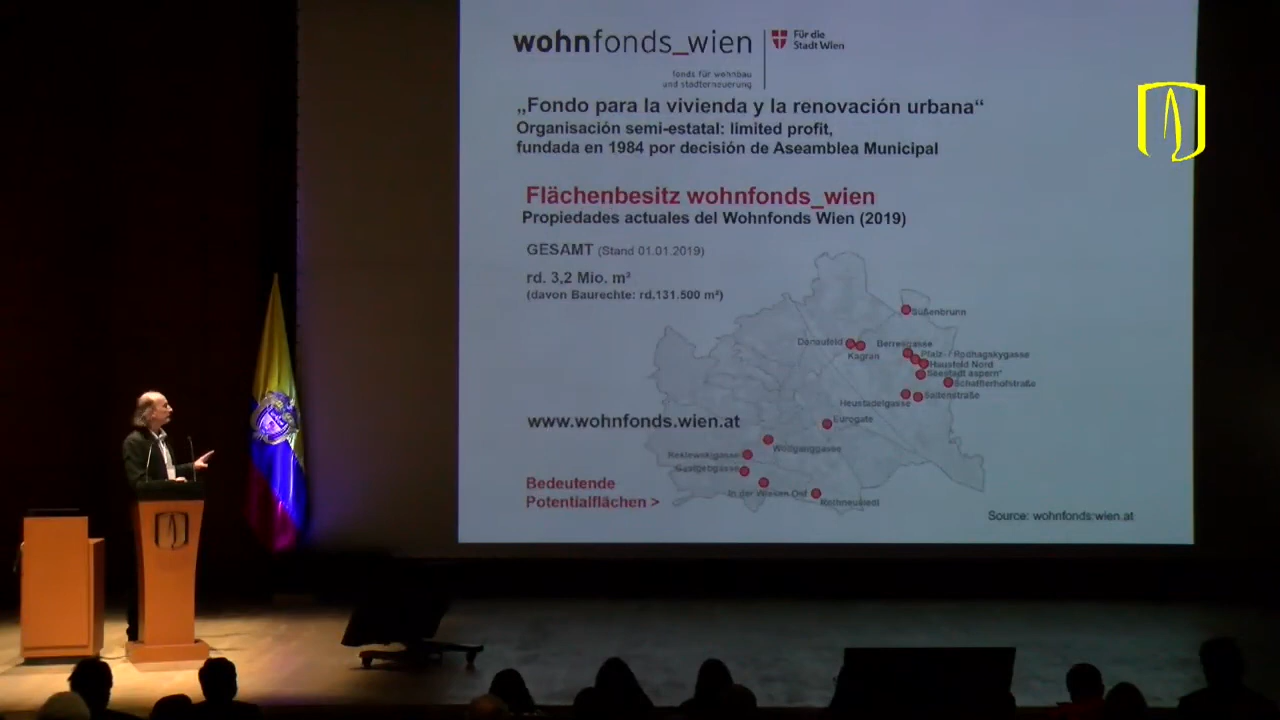 wohnfonds_wien
Für die
Stadt Wien
fonds für wohnbau
und stadterneuerung
„Fondo para la vivienda y la renovación urbana“
Organisación semi-estatal: limited profit,
fundada en 1984 por decisión de Aseamblea Municipal
Flächenbesitz wohnfonds_wien
Propiedades actuales del Wohnfonds Wien (2019)
GESAMT (Stand 01.01.2019)
rd. 3,2 Mio. m²
(davon Baurechte: rd.131.500 m²)
Süßenbrunn
Donaufeld
Kagran
Berresgasse
Pfalz- / Podhagskygasse
Hausfeld Nord
Seestadt aspern*
Schafflerhofstraße
Saltenstraße
Heustadelgasse
Eurogate
www.wohnfonds.wien.at
Wolfganggasse
Gastgebgasse
In der Wiesen Ost
Rothneusiedl
Bedeutende
Potentialflächen >
Source: wohnfonds.wien.at